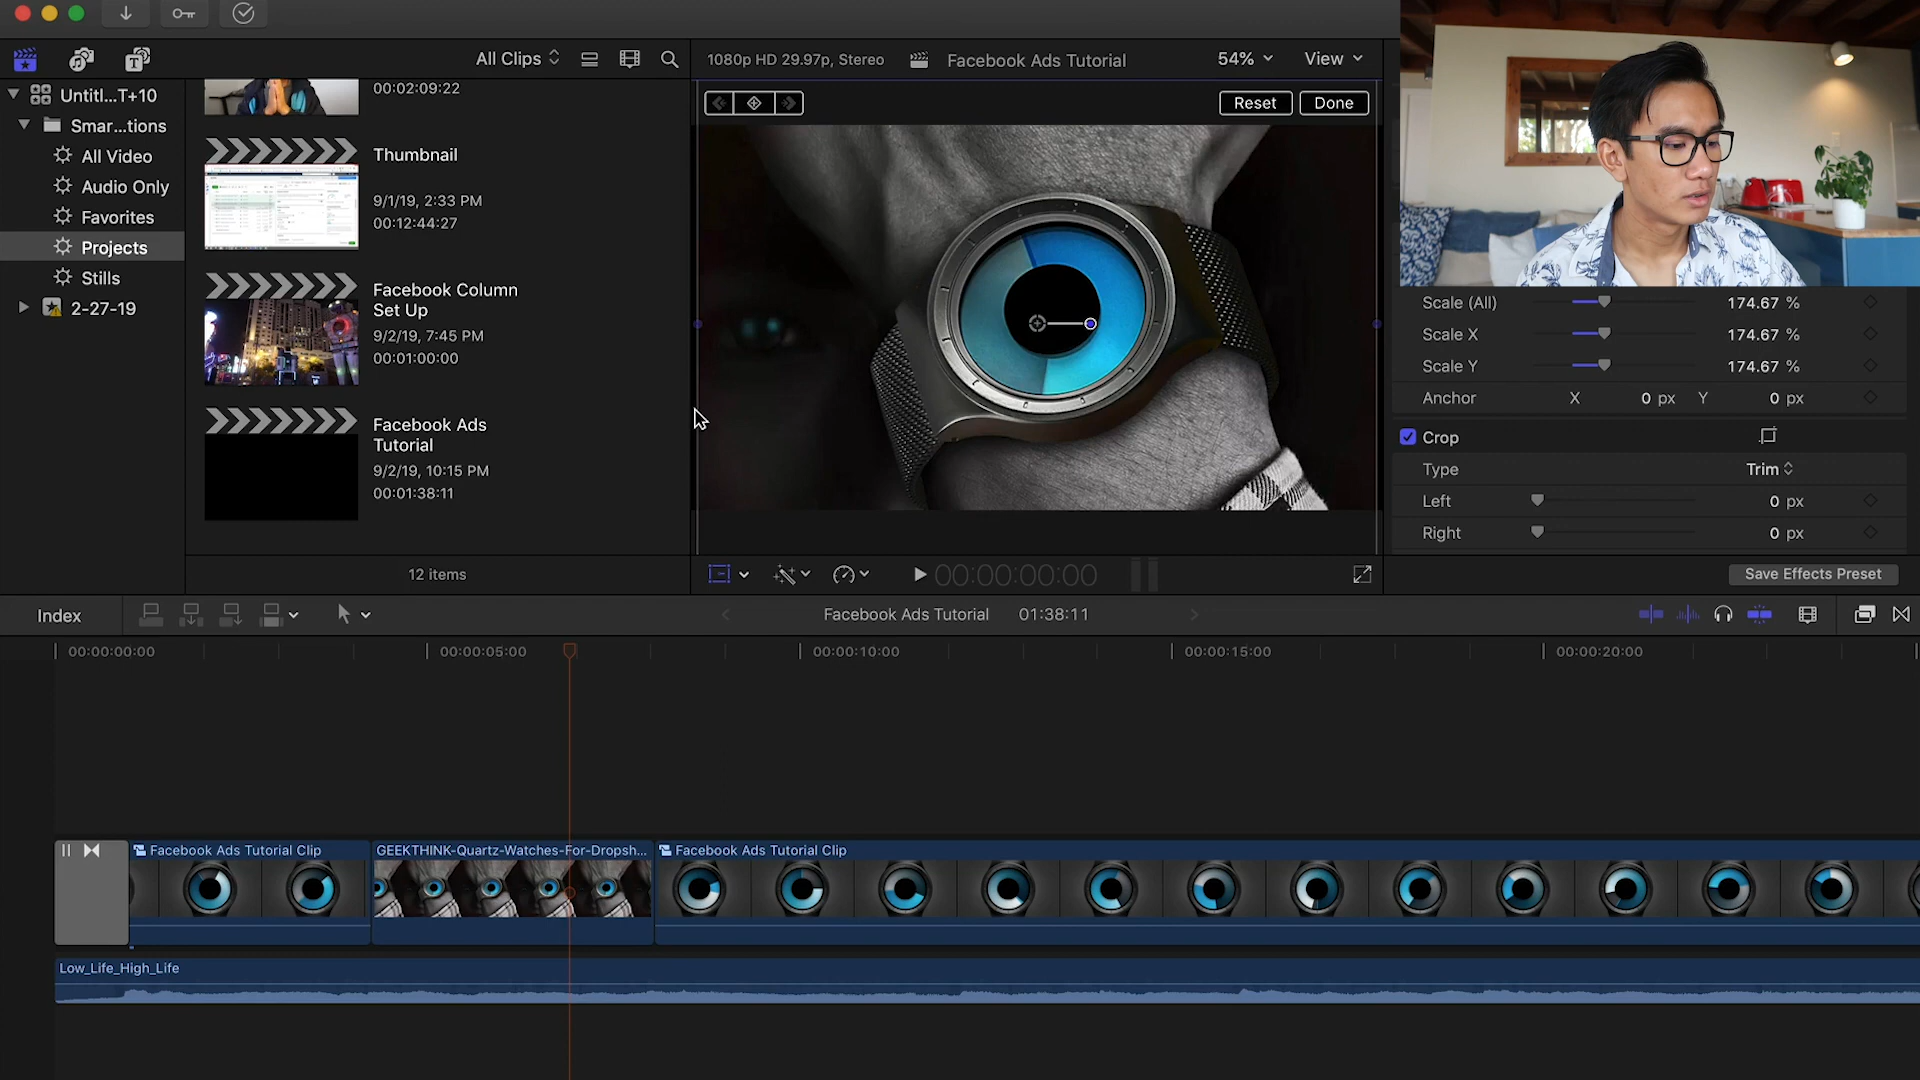 All Clips
1080p HD 29.97p, Stereo
Facebook Ads Tutorial
54%
View
Untitl...T+10
Smar...tions
All Video
Audio Only
Favorites
Projects
Stills
2-27-19
00:02:09:22
Thumbnail
9/1/19, 2:33 PM
00:12:44:27
Facebook Column
Set Up
9/2/19, 7:45 PM
00:01:00:00
Facebook Ads
Tutorial
9/2/19, 10:15 PM
00:01:38:11
12 items
Reset
Done
00:00:00:00
Scale (All)
174.67 %
Scale X
174.67 %
Scale Y
174.67 %
Anchor
X
0 px
Y
0 px
Crop
Type
Trim
Left
0 px
Right
0 px
Save Effects Preset
Index
Facebook Ads Tutorial
01:38:11
00:00:00:00
00:00:05:00
00:00:10:00
00:00:15:00
00:00:20:00
Facebook Ads Tutorial Clip
GEEKTHINK-Quartz-Watches-For-Dropsh...
Facebook Ads Tutorial Clip
Low_Life_High_Life